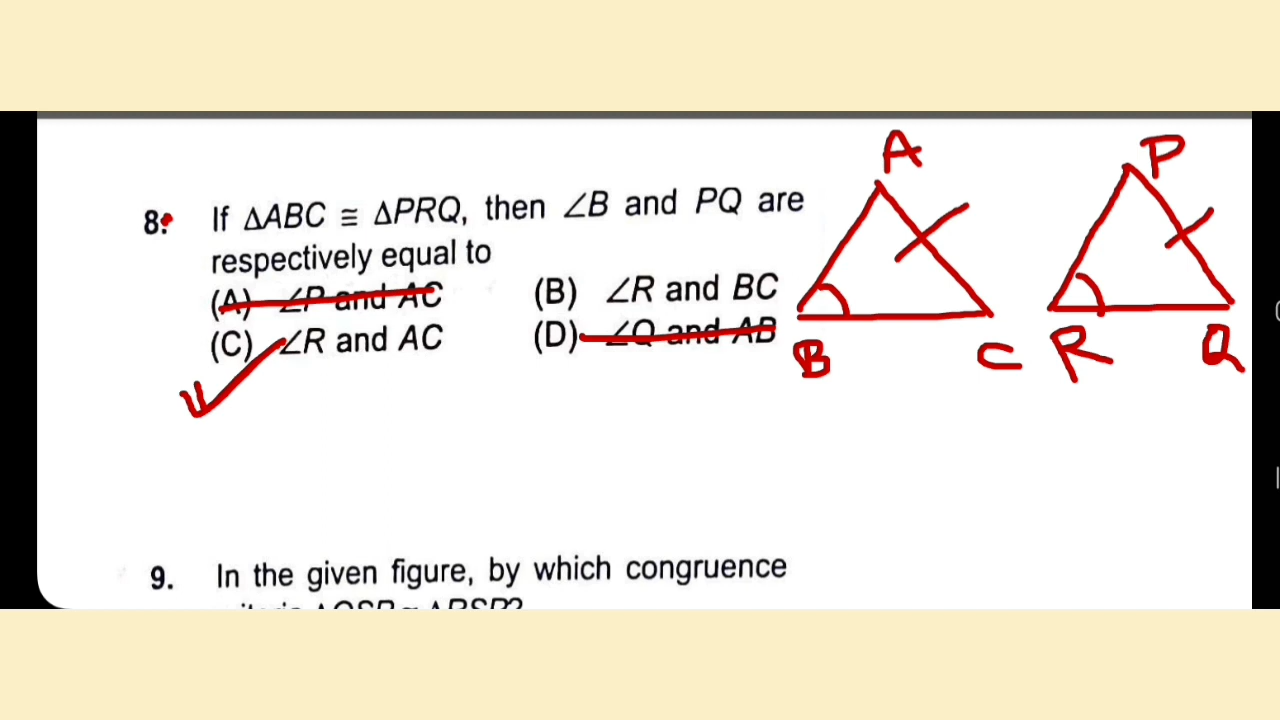 8. If ΔABC ≅ ΔPRQ, then ∠B and PQ are
respectively equal to
(A) ∠P and AC (B) ∠R and BC
(C) ∠R and AC (D) ∠Q and AB
A
B
C
P
R
Q
9. In the given figure, by which congruence